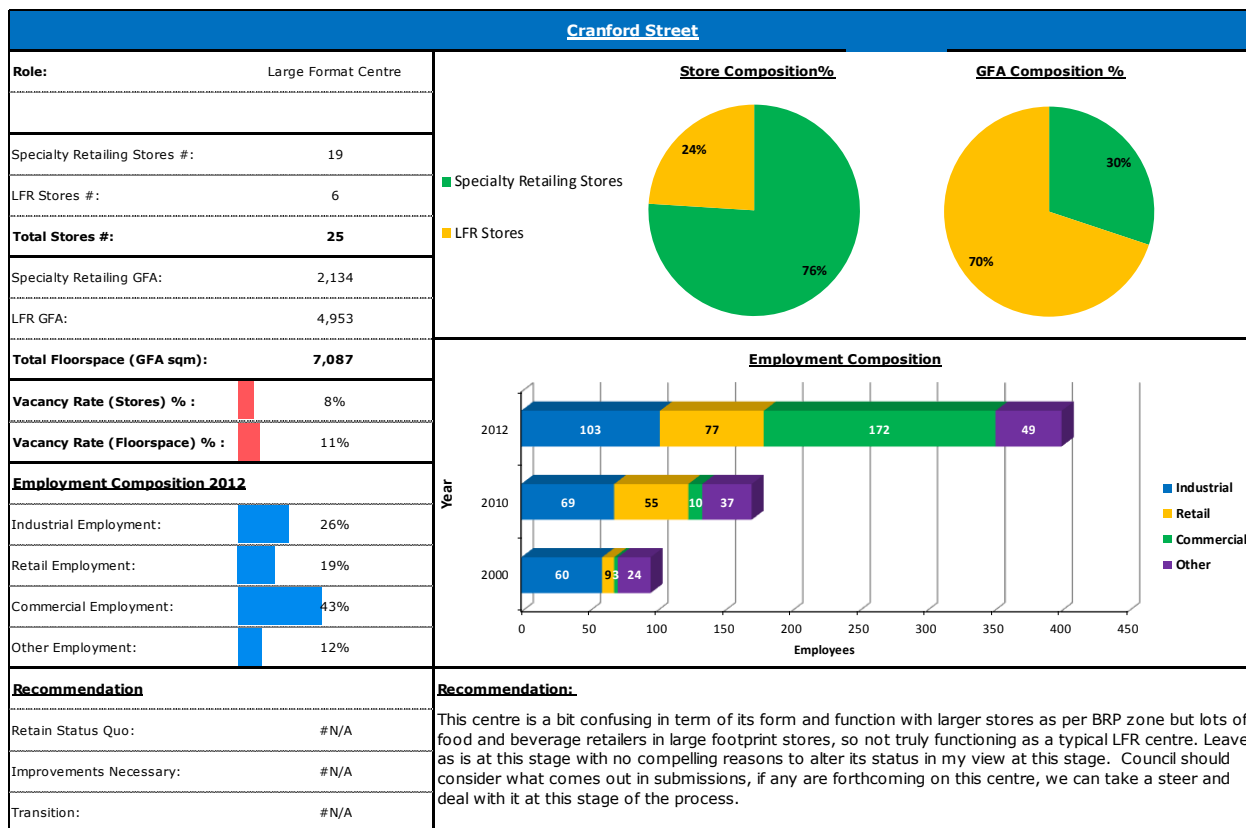 Cranford Street
Role: Large Format Centre
Specialty Retailing Stores #: 19
LFR Stores #: 6
Total Stores #: 25
Specialty Retailing GFA: 2,134
LFR GFA: 4,953
Total Floorspace (GFA sqm): 7,087
Vacancy Rate (Stores) % : 8%
Vacancy Rate (Floorspace) % : 11%
Employment Composition 2012
Industrial Employment: 26%
Retail Employment: 19%
Commercial Employment: 43%
Other Employment: 12%
Recommendation
Retain Status Quo: #N/A
Improvements Necessary: #N/A
Transition: #N/A
Store Composition%
Specialty Retailing Stores
LFR Stores
24%
76%
GFA Composition %
30%
70%
Employment Composition
Year
2012 103 77 172 49
2010 69 55 10 37
2000 60 9 3 24
0 50 100 150 200 250 300 350 400 450
Employees
Industrial
Retail
Commercial
Other
Recommendation:
This centre is a bit confusing in term of its form and function with larger stores as per BRP zone but lots of
food and beverage retailers in large footprint stores, so not truly functioning as a typical LFR centre. Leave
as is at this stage with no compelling reasons to alter its status in my view at this stage. Council should
consider what comes out in submissions, if any are forthcoming on this centre, we can take a steer and
deal with it at this stage of the process.